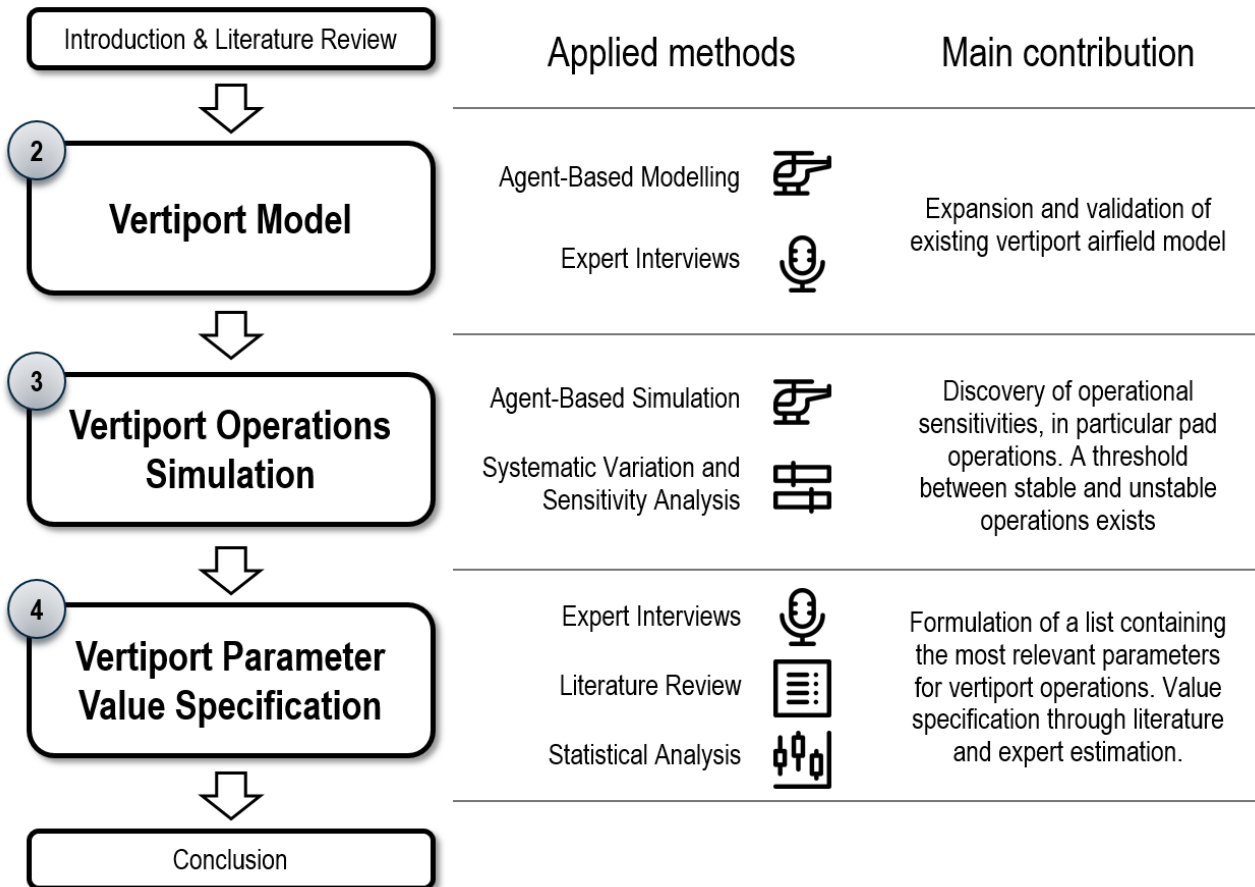 Introduction & Literature Review
Applied methods
Main contribution
2
Vertiport Model
Agent-Based Modelling
Expert Interviews
Expansion and validation of
existing vertiport airfield model
3
Vertiport Operations
Simulation
Agent-Based Simulation
Systematic Variation and
Sensitivity Analysis
Discovery of operational
sensitivities, in particular pad
operations. A threshold
between stable and unstable
operations exists
4
Vertiport Parameter
Value Specification
Expert Interviews
Literature Review
Statistical Analysis
Formulation of a list containing
the most relevant parameters
for vertiport operations. Value
specification through literature
and expert estimation.
Conclusion